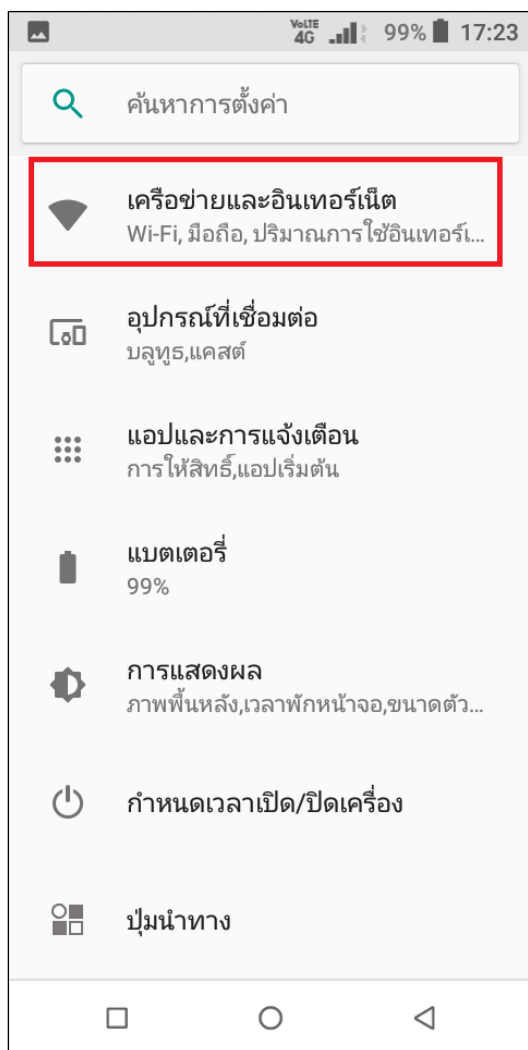 VoLTE
4G 99% 17:23
ค้นหาการตั้งค่า
เครือข่ายและอินเทอร์เน็ต
Wi-Fi, มือถือ, ปริมาณการใช้อินเทอร์เ...
อุปกรณ์ที่เชื่อมต่อ
บลูทูธ,แคสต์
แอปและการแจ้งเตือน
การให้สิทธิ์,แอปเริ่มต้น
แบตเตอรี่
99%
การแสดงผล
ภาพพื้นหลัง,เวลาพักหน้าจอ,ขนาดตัว...
กำหนดเวลาเปิด/ปิดเครื่อง
ปุ่มนำทาง